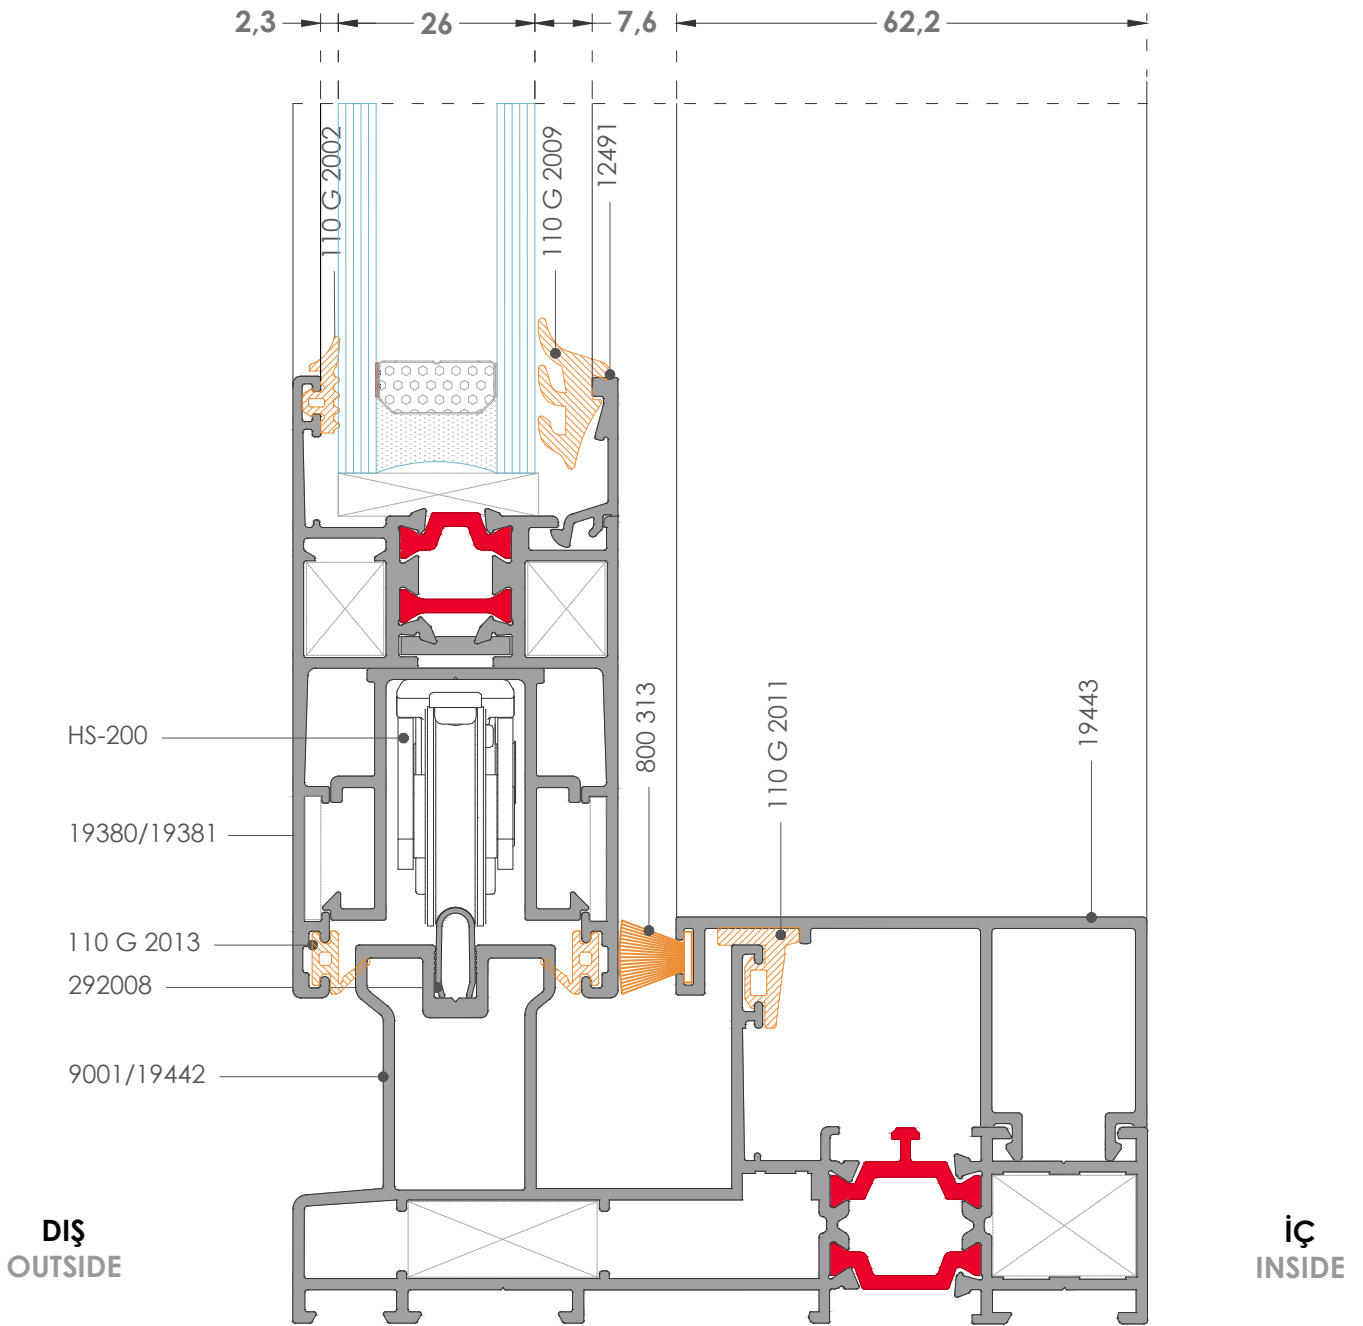 2,3
26
7,6
62,2
110 G 2002
110 G 2009
12491
HS-200
800 313
110 G 2011
19443
19380/19381
110 G 2013
292008
9001/19442
DIŞ
OUTSIDE
İÇ
INSIDE